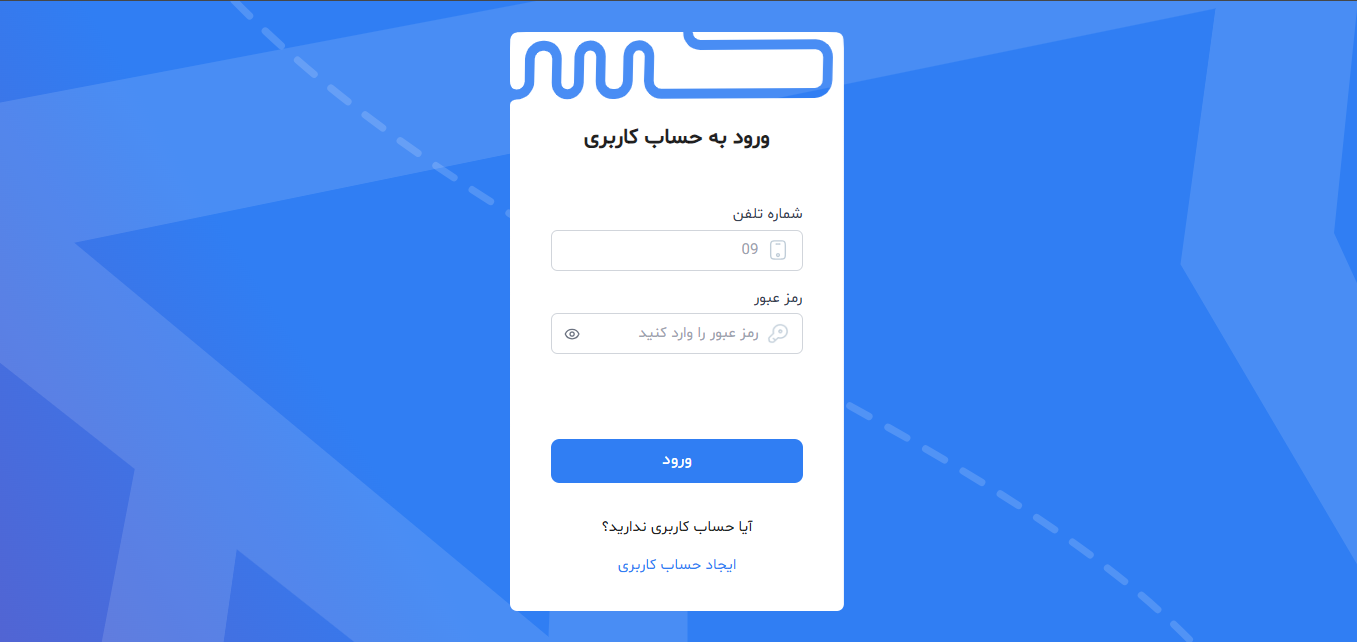 ورود به حساب کاربری
شماره تلفن
09
رمز عبور
رمز عبور را وارد کنید
ورود
آیا حساب کاربری ندارید؟
ایجاد حساب کاربری